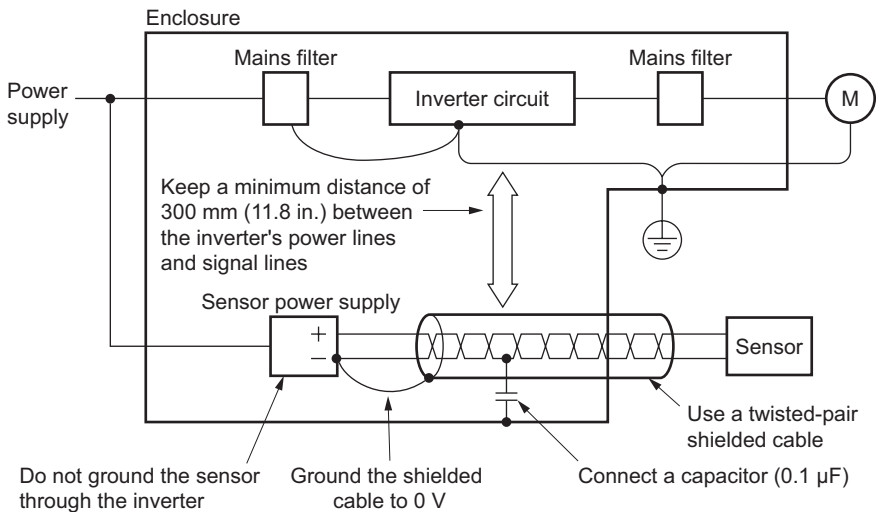 Enclosure
Mains filter
Mains filter
Power
supply
Inverter circuit
M
Keep a minimum distance of
300 mm (11.8 in.) between
the inverter's power lines
and signal lines
Sensor power supply
+
−
Sensor
Use a twisted-pair
shielded cable
Do not ground the sensor
through the inverter
Ground the shielded
cable to 0 V
Connect a capacitor (0.1 µF)